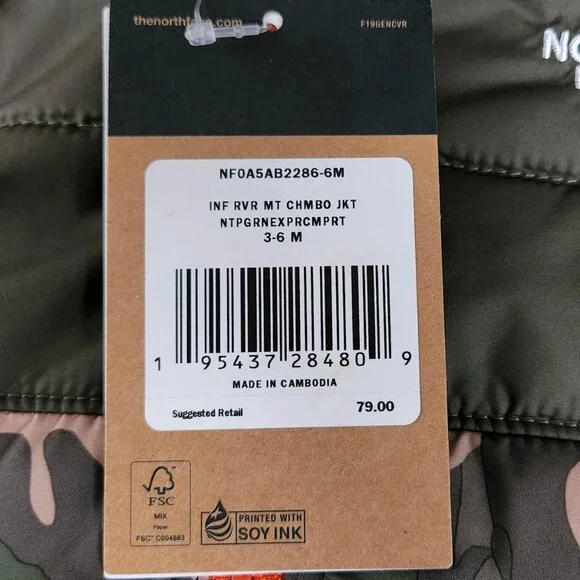 thenorthface.com
F19GENCVR
NO
NF0A5AB2286-6M
INF RVR MT CHMBO JKT
NTPGRNEXPRCMPRT
3-6 M
1 95437 28480 9
MADE IN CAMBODIA
Suggested Retail 79.00
FSC
MIX
Paper
FSC® C004883
PRINTED WITH
SOY INK